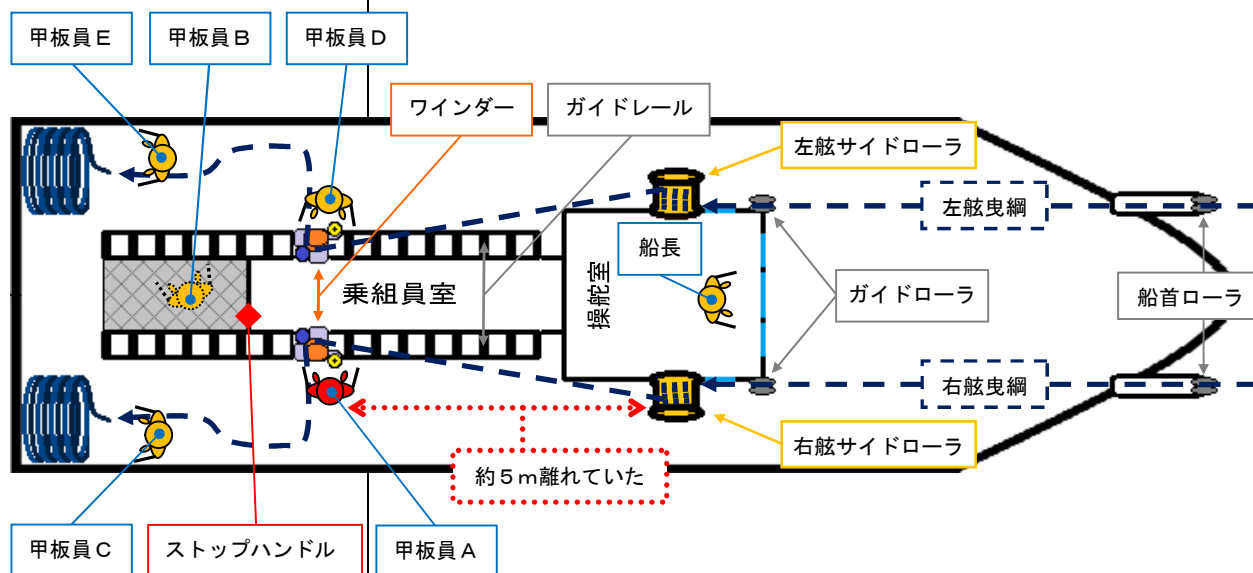 甲板員E
甲板員B
甲板員D
ワインダー
ガイドレール
左舷サイドローラ
左舷曳綱
船長
操舵室
乗組員室
ガイドローラ
船首ローラ
右舷曳綱
右舷サイドローラ
約５ｍ離れていた
甲板員C
ストップハンドル
甲板員A